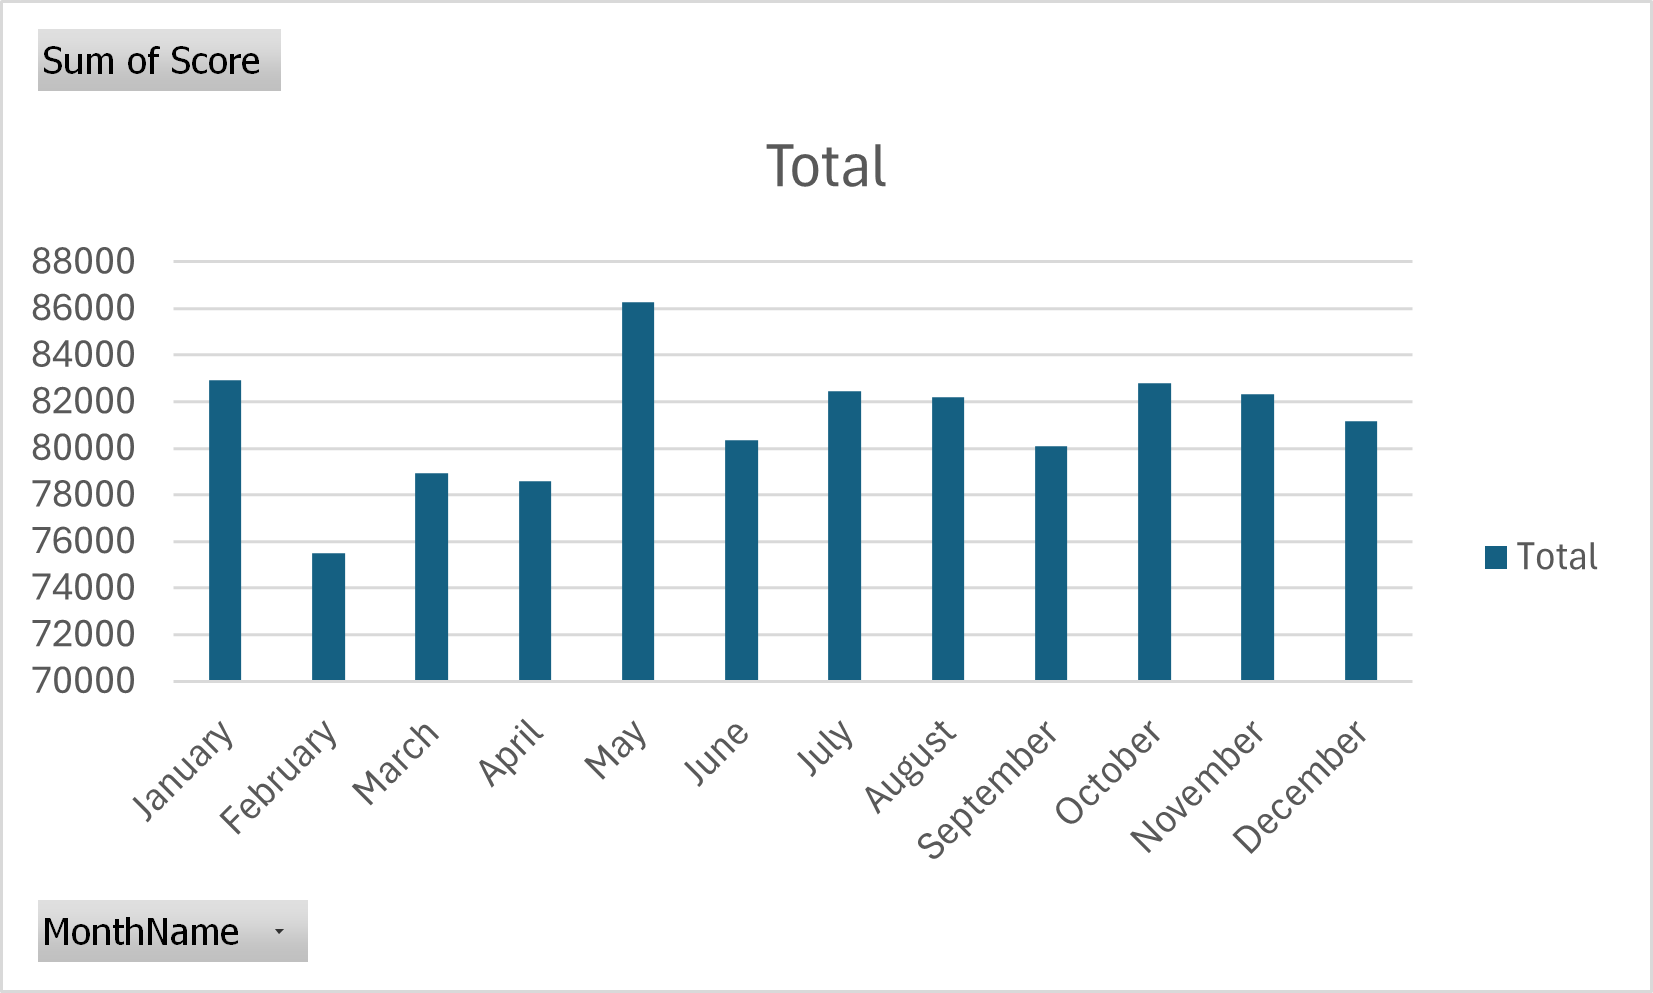 Sum of Score
Total
88000
86000
84000
82000
80000
78000
76000
74000
72000
70000
Total
January
February
March
April
May
June
July
August
September
October
November
December
MonthName